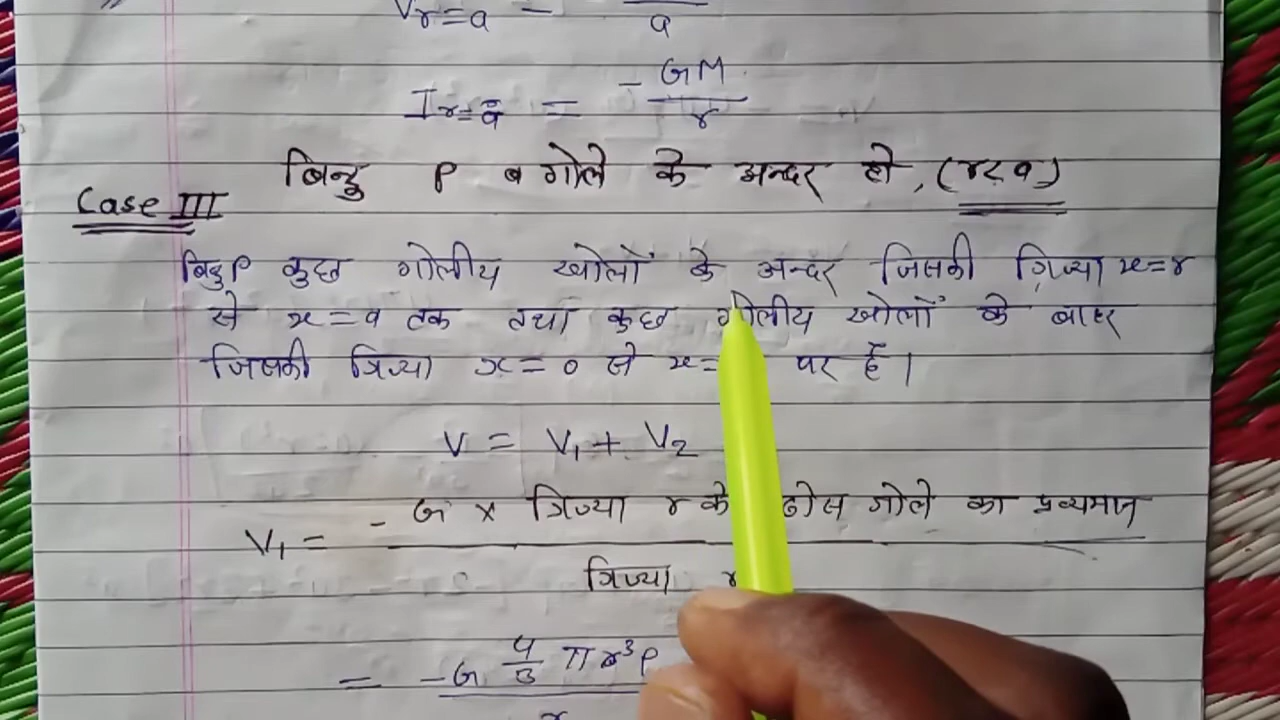 V r=a = a
I r=a = -GM/r
बिन्दु P a गोले के अन्दर हो, (r<a)
Case III
बिंदु P कुछ गोलीय खोलों के अन्दर जिसकी त्रिज्या x=r
से x=a तक तथा कुछ गोलीय खोलों के बाहर
जिसकी त्रिज्या x=0 से x= पर हैं।
V = V₁ + V₂
V₁ = - G × त्रिज्या r के ठोस गोले का द्रव्यमान
त्रिज्या r
= -G 4/3 πr³ρ
r